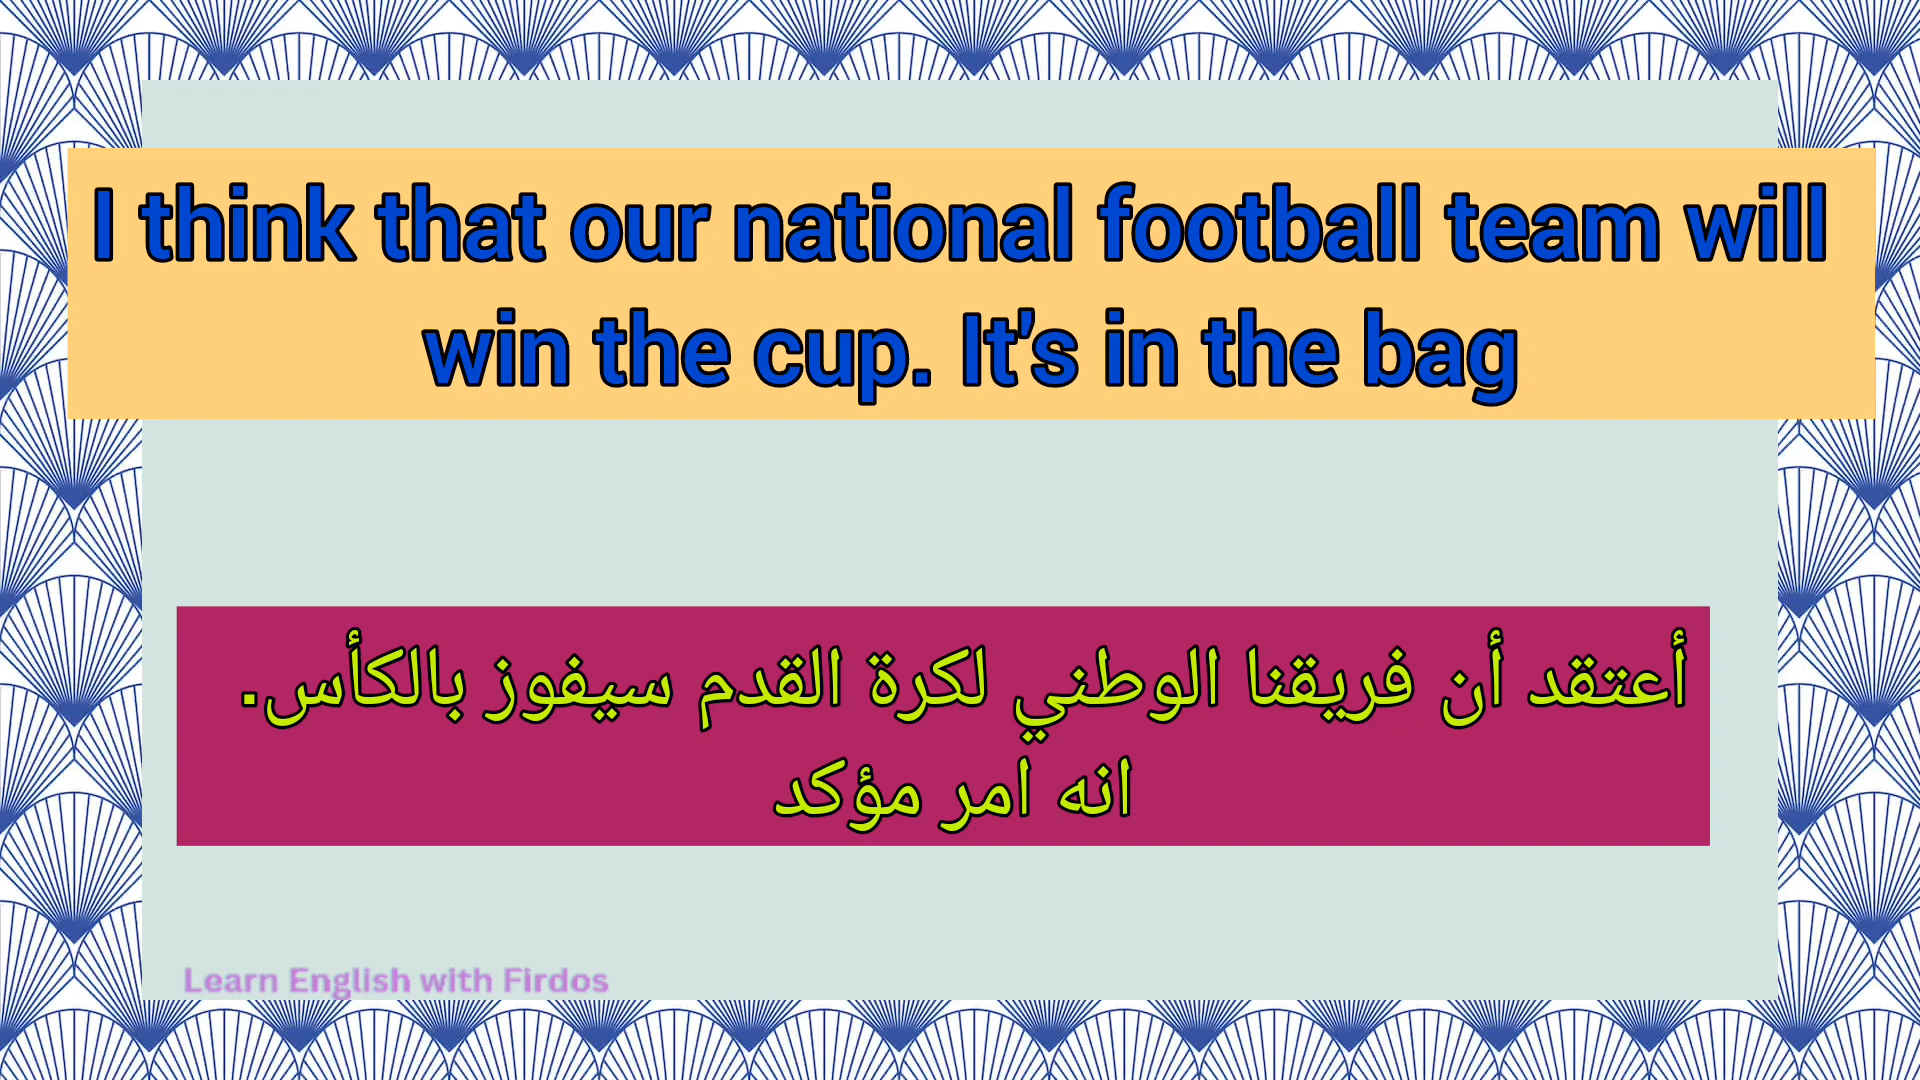 I think that our national football team will
win the cup. It's in the bag
أعتقد أن فريقنا الوطني لكرة القدم سيفوز بالكأس.
انه امر مؤكد
Learn English with Firdos